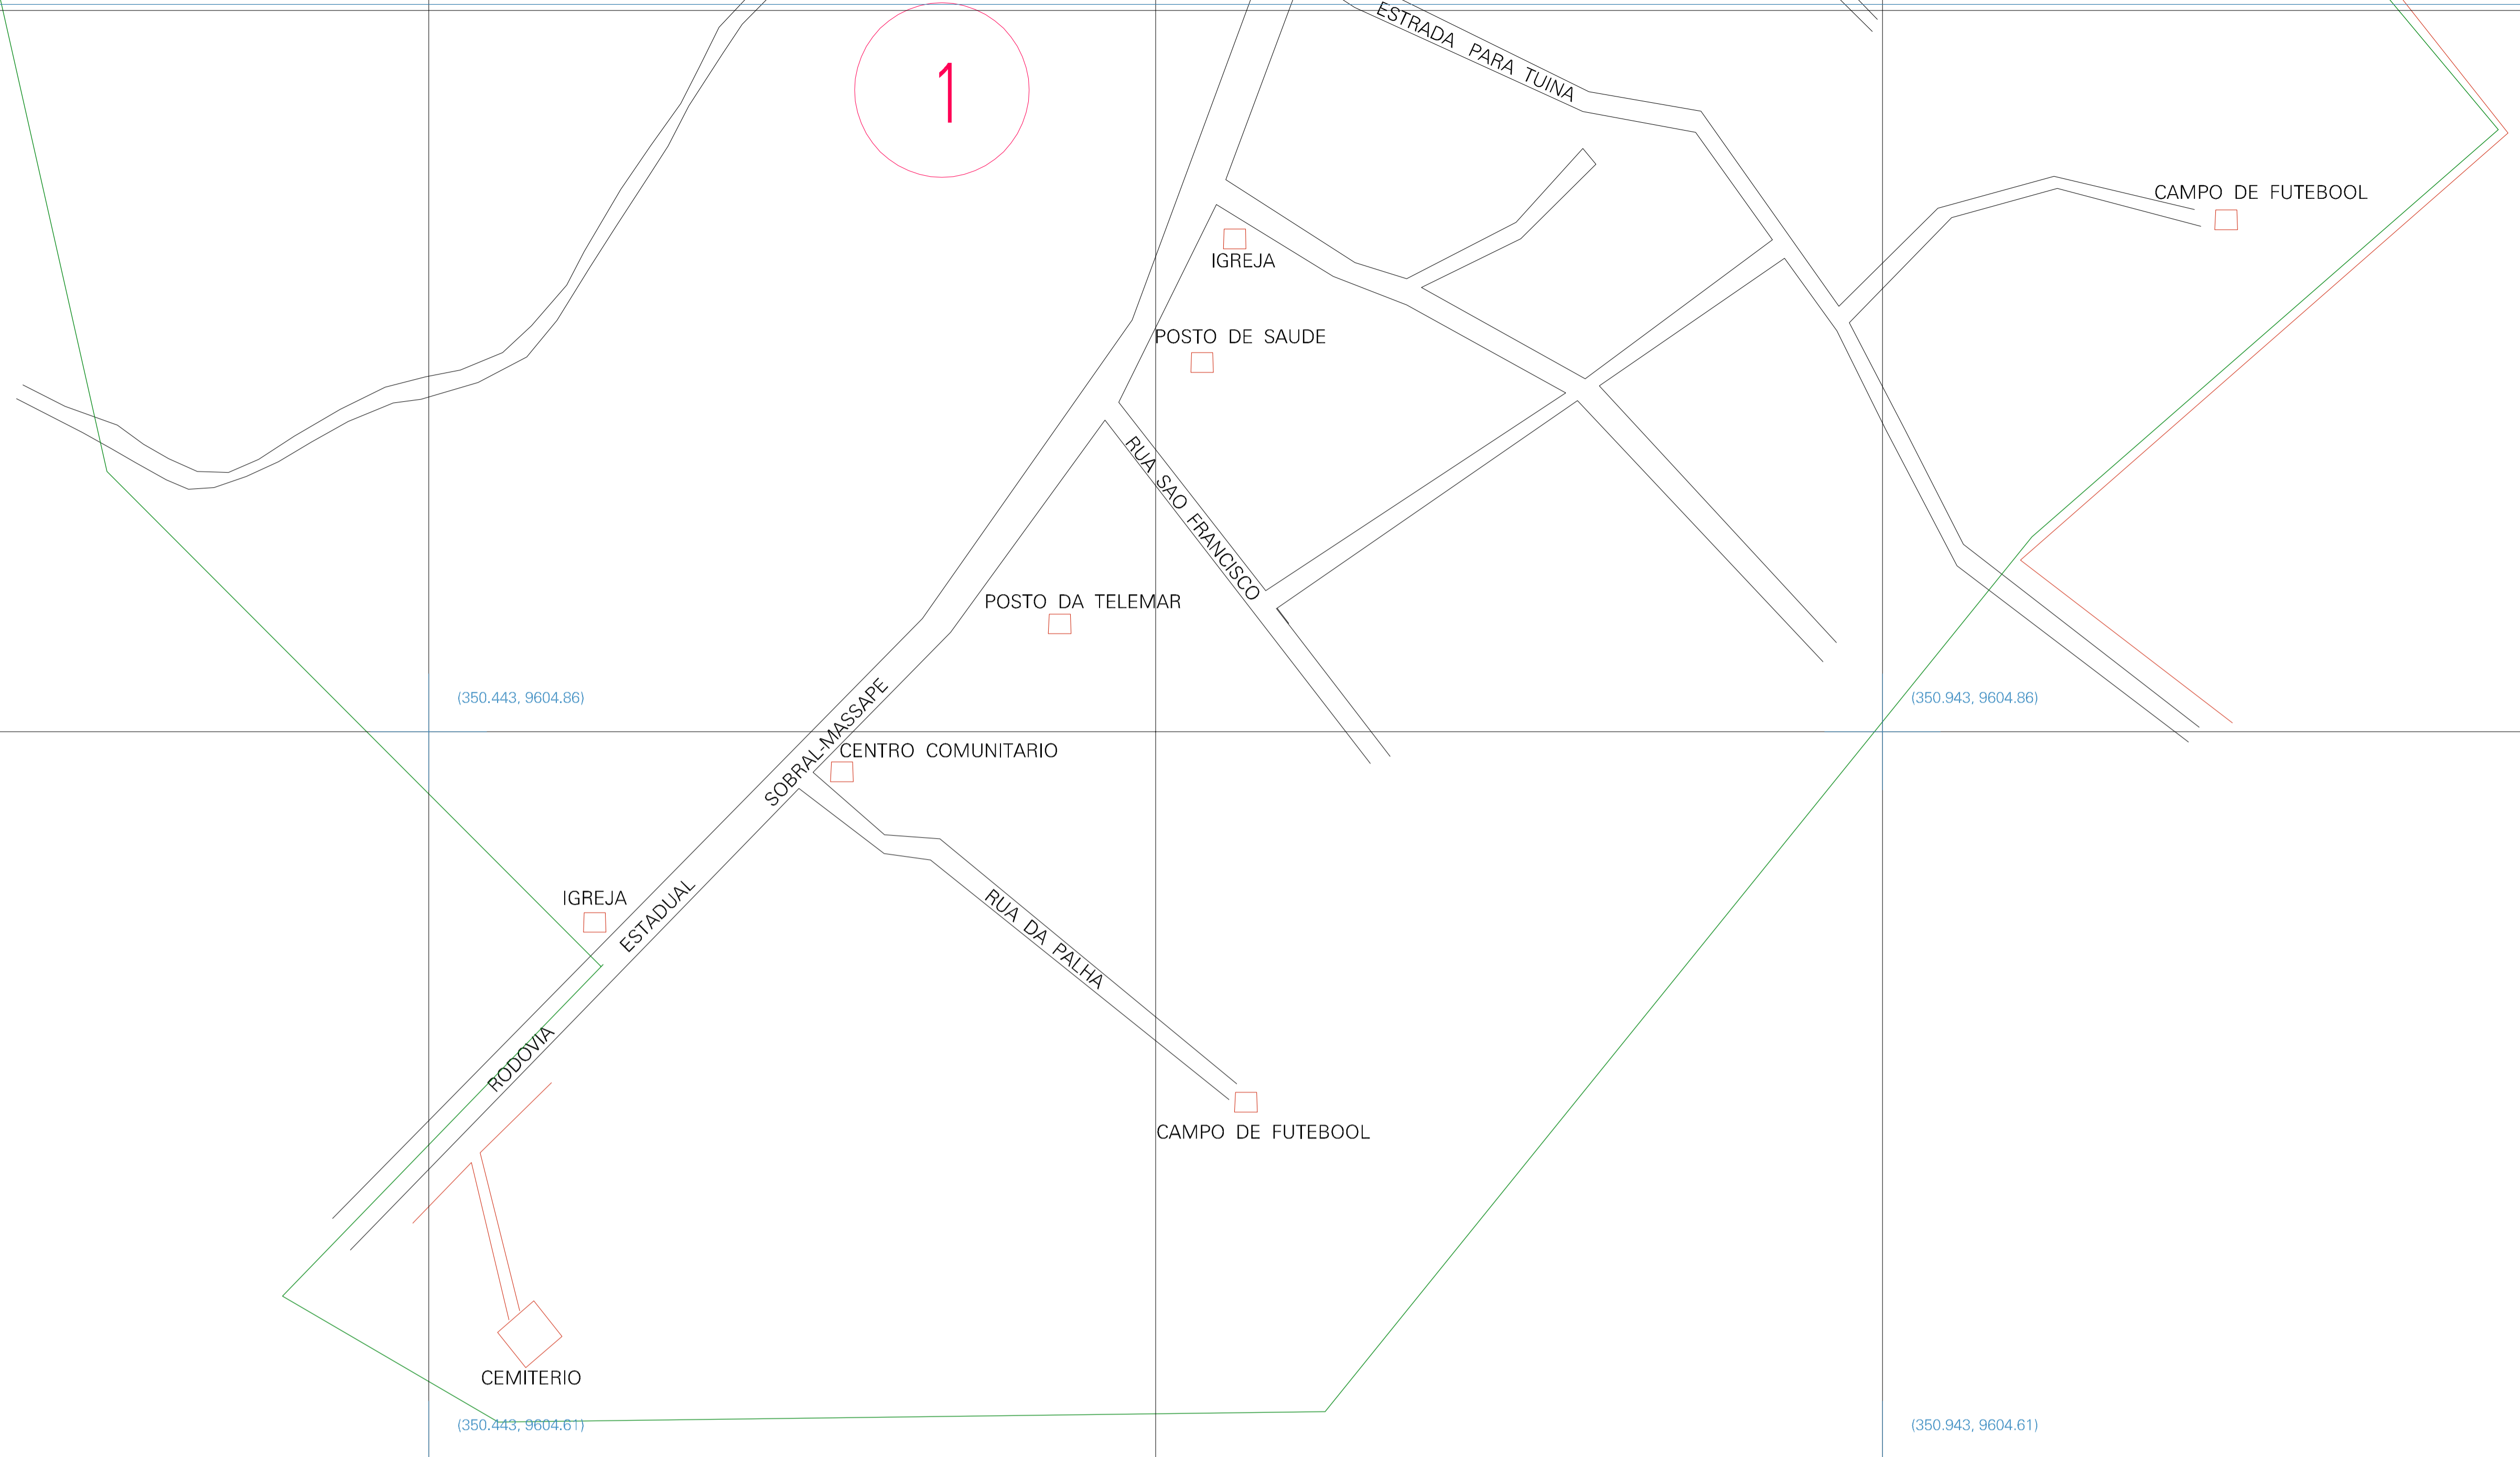 ESTRADA PARA TUINA
1
CAMPO DE FUTEBOOL
IGREJA
POSTO DE SAUDE
RUA SAO FRANCISCO
POSTO DA TELEMAR
(350.443, 9604.86)
(350.943, 9604.86)
CENTRO COMUNITARIO
RODOVIA ESTADUAL SOBRAL-MASSAPE
IGREJA
RUA DA PALHA
CAMPO DE FUTEBOOL
CEMITERIO
(350.443, 9604.61)
(350.943, 9604.61)